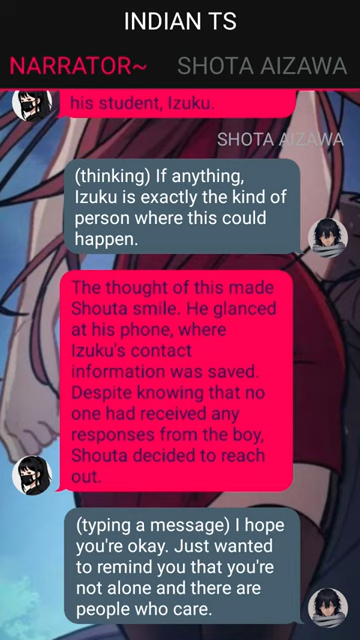 INDIAN TS
NARRATOR~ SHOTA AIZAWA
his student, Izuku.
SHOTA AIZAWA
(thinking) If anything,
Izuku is exactly the kind of
person where this could
happen.
The thought of this made
Shouta smile. He glanced
at his phone, where
Izuku's contact
information was saved.
Despite knowing that no
one had received any
responses from the boy,
Shouta decided to reach
out.
(typing a message) I hope
you're okay. Just wanted
to remind you that you're
not alone and there are
people who care.